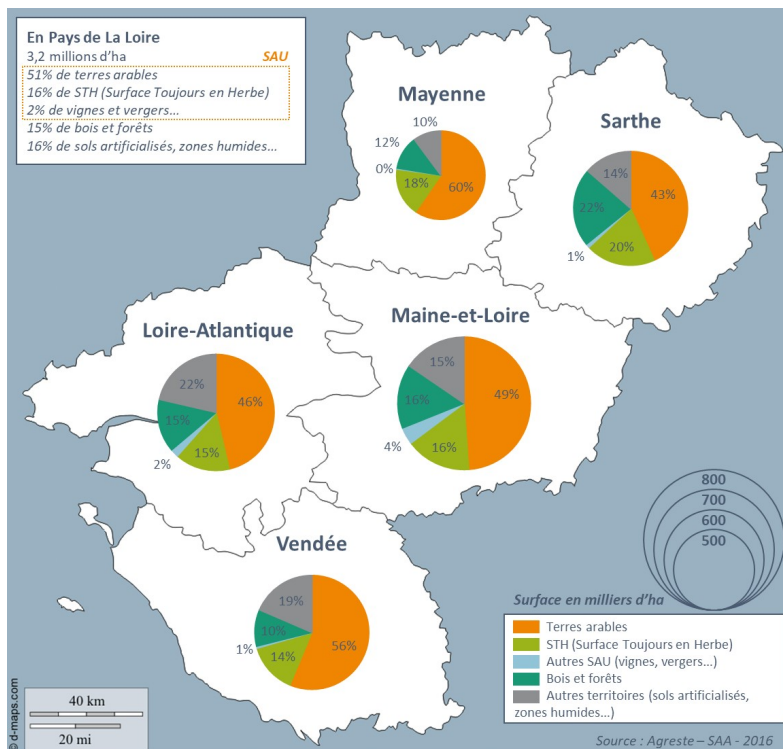 En Pays de La Loire
3,2 millions d’ha SAU
51% de terres arables
16% de STH (Surface Toujours en Herbe)
2% de vignes et vergers…
15% de bois et forêts
16% de sols artificialisés, zones humides…
Mayenne
10%
12%
0%
18%
60%
Sarthe
14%
43%
22%
20%
1%
Loire-Atlantique
22%
46%
15%
15%
2%
Maine-et-Loire
15%
49%
16%
16%
4%
Vendée
19%
56%
10%
1%
14%
800
700
600
500
Surface en milliers d’ha
Terres arables
STH (Surface Toujours en Herbe)
Autres SAU (vignes, vergers…)
Bois et forêts
Autres territoires (sols artificialisés,
zones humides…)
40 km
20 mi
© d-maps.com
Source : Agreste – SAA - 2016